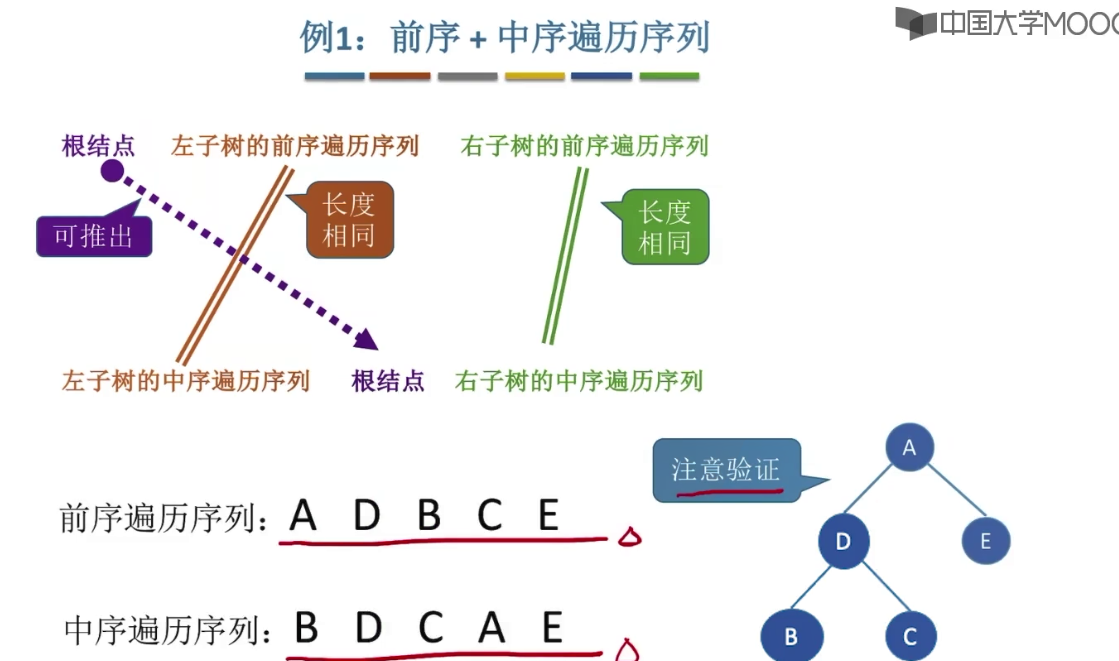 中国大学MOOC
例1：前序 + 中序遍历序列
根结点 左子树的前序遍历序列 右子树的前序遍历序列
长度
相同
长度
相同
可推出
左子树的中序遍历序列 根结点 右子树的中序遍历序列
注意验证
A
前序遍历序列: A D B C E
D E
中序遍历序列: B D C A E
B C